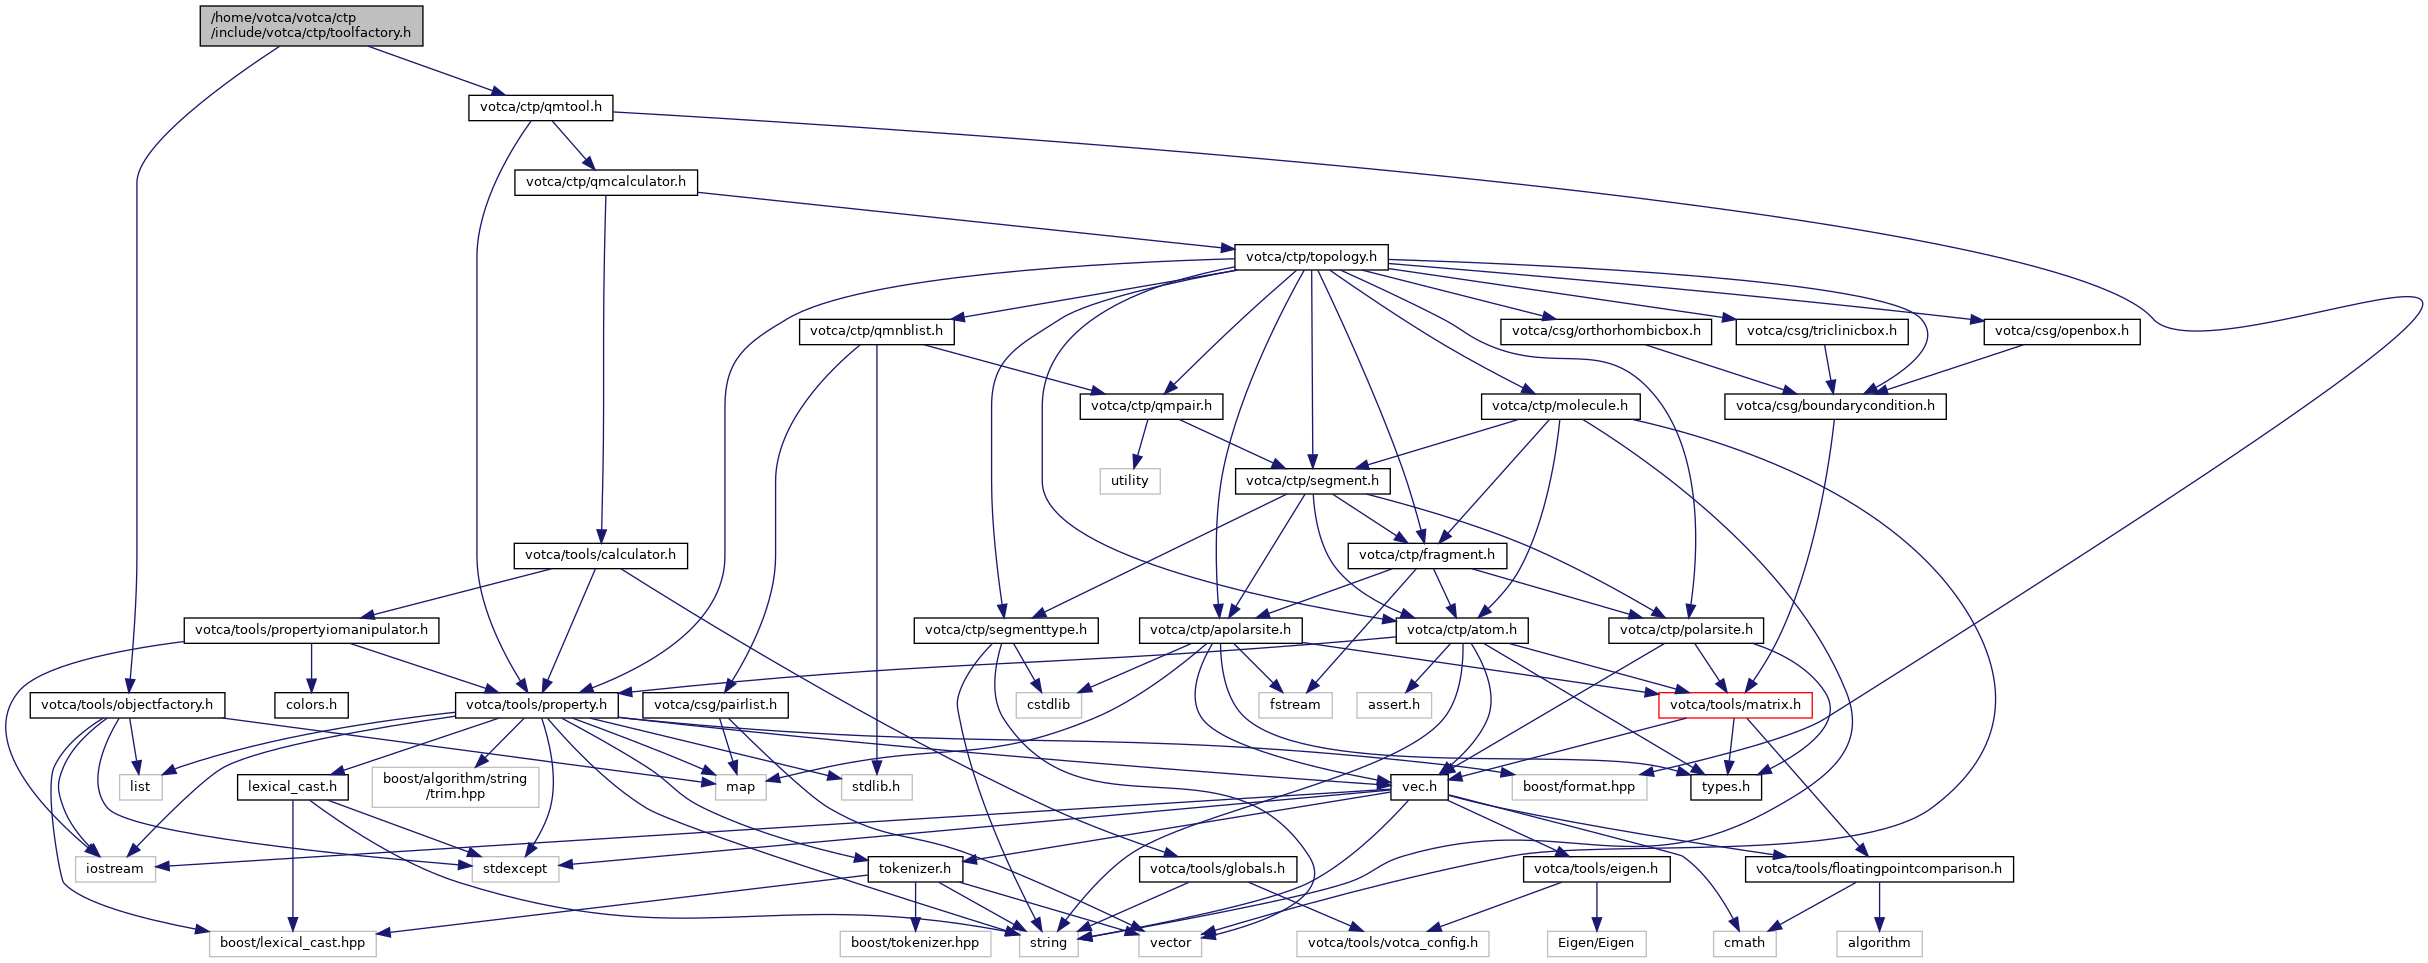 /home/votca/votca/ctp
/include/votca/ctp/toolfactory.h
votca/ctp/qmtool.h
votca/ctp/qmcalculator.h
votca/ctp/topology.h
votca/ctp/qmnblist.h
votca/csg/orthorhombicbox.h
votca/csg/triclinicbox.h
votca/csg/openbox.h
votca/ctp/qmpair.h
votca/ctp/molecule.h
votca/csg/boundarycondition.h
utility
votca/ctp/segment.h
votca/tools/calculator.h
votca/ctp/fragment.h
votca/tools/propertyiomanipulator.h
votca/ctp/segmenttype.h
votca/ctp/apolarsite.h
votca/ctp/atom.h
votca/ctp/polarsite.h
votca/tools/objectfactory.h
colors.h
votca/tools/property.h
votca/csg/pairlist.h
cstdlib
fstream
assert.h
votca/tools/matrix.h
list
lexical_cast.h
boost/algorithm/string
/trim.hpp
map
stdlib.h
vec.h
boost/format.hpp
types.h
iostream
stdexcept
tokenizer.h
votca/tools/globals.h
votca/tools/eigen.h
votca/tools/floatingpointcomparison.h
boost/lexical_cast.hpp
boost/tokenizer.hpp
string
vector
votca/tools/votca_config.h
Eigen/Eigen
cmath
algorithm